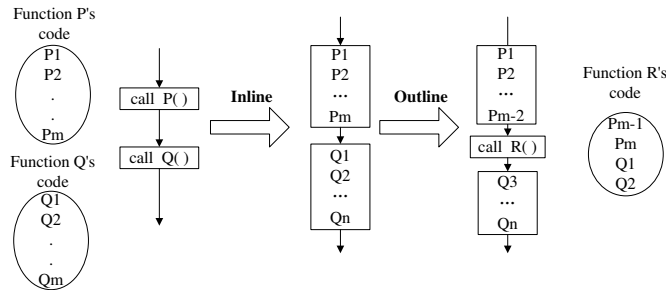 Function P's
code
P1
P2
.
.
Pm
Function Q's
code
Q1
Q2
.
.
Qm
call P( )
call Q( )
Inline
P1
P2
...
Pm
Q1
Q2
...
Qn
Outline
P1
P2
...
Pm-2
call R( )
Q3
...
Qn
Function R's
code
Pm-1
Pm
Q1
Q2